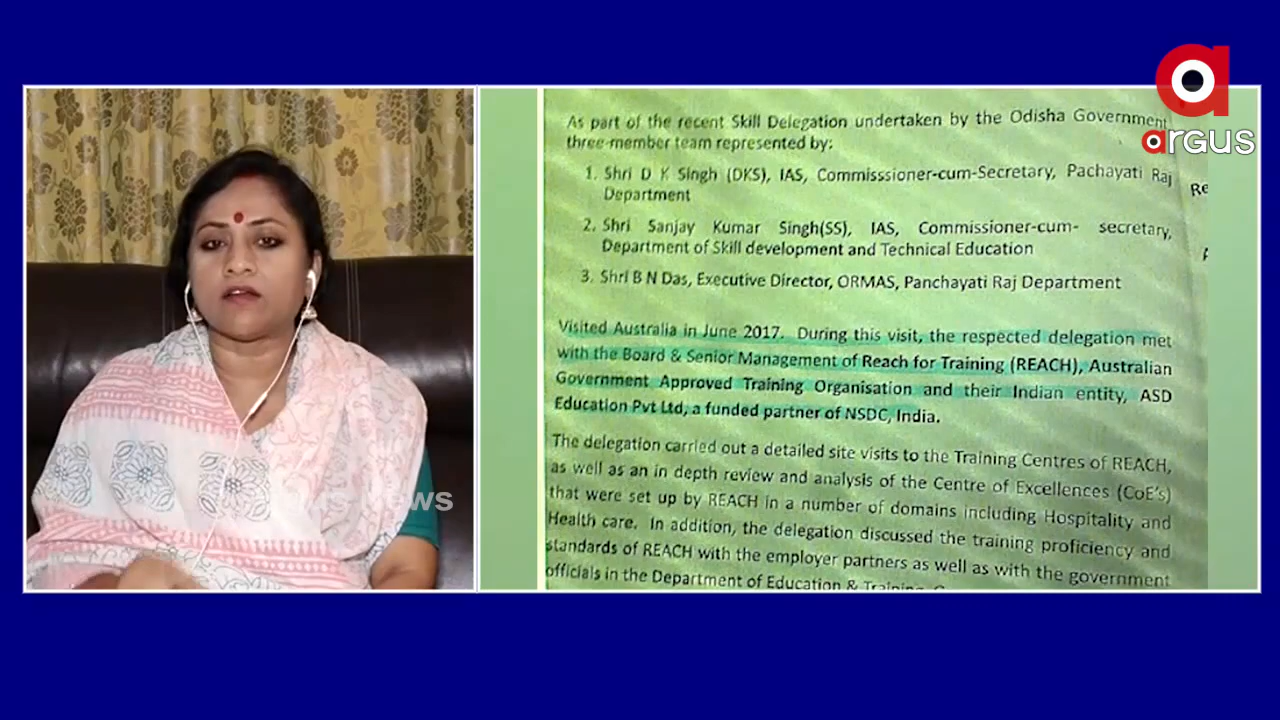 argus
As part of the recent Skill Delegation undertaken by the Odisha Government
three-member team represented by:
1. Shri D K Singh (DKS), IAS, Commisssioner-cum-Secretary, Pachayati Raj
Department
2. Shri Sanjay Kumar Singh(SS), IAS, Commissioner-cum- secretary,
Department of Skill development and Technical Education
3. Shri B N Das, Executive Director, ORMAS, Panchayati Raj Department
Visited Australia in June 2017. During this visit, the respected delegation met
with the Board & Senior Management of Reach for Training (REACH), Australian
Government Approved Training Organisation and their Indian entity, ASD
Education Pvt Ltd, a funded partner of NSDC, India.
The delegation carried out a detailed site visits to the Training Centres of REACH,
as well as an in depth review and analysis of the Centre of Excellences (CoE's)
that were set up by REACH in a number of domains including Hospitality and
Health care. In addition, the delegation discussed the training proficiency and
standards of REACH with the employer partners as well as with the government
officials in the Department of Education & Training,
News